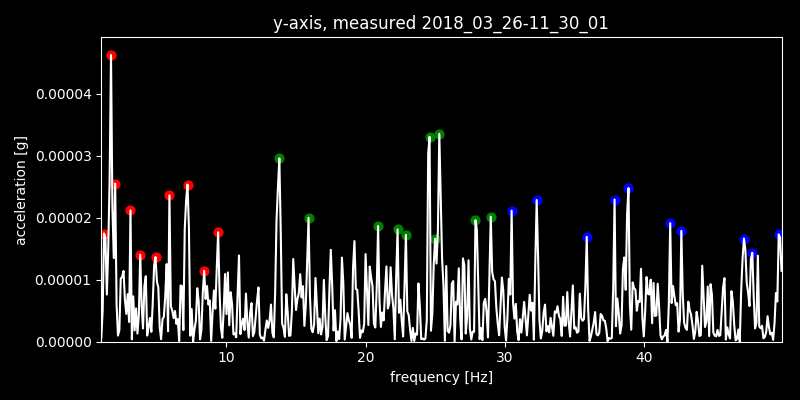 y-axis, measured 2018_03_26-11_30_01
acceleration [g]
0.00004
0.00003
0.00002
0.00001
0.00000
10 20 30 40
frequency [Hz]